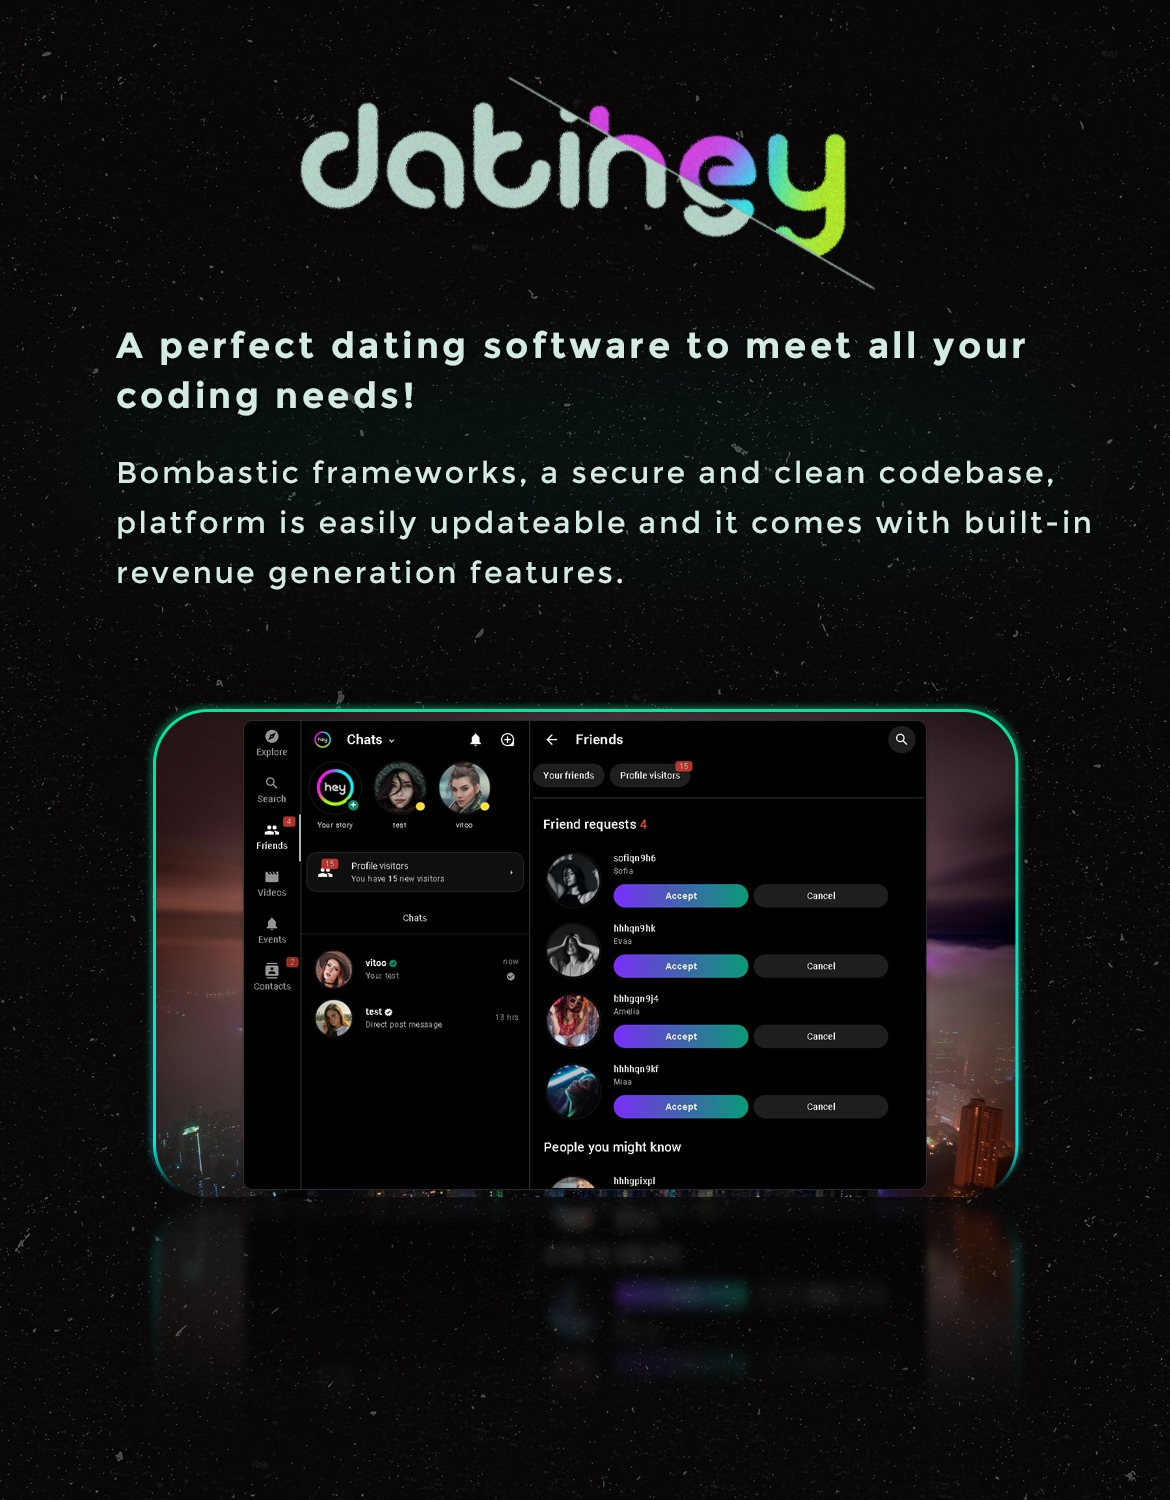 datihey
A perfect dating software to meet all your
coding needs!
Bombastic frameworks, a secure and clean codebase,
platform is easily updateable and it comes with built-in
revenue generation features.
Explore
Search
4
Friends
Videos
Events
2
Contacts
hey
Chats
hey
Your story
test
vitoo
15
Profile visitors
You have 15 new visitors
Chats
vitoo
now
You: test
test
Direct post message
13 hrs
Friends
Your friends
Profile visitors
15
Friend requests 4
sofiqn9h6
Sofia
Accept
Cancel
hhhqn9hk
Evaa
Accept
Cancel
bhhgqn9j4
Amelia
Accept
Cancel
hhhhqn9kf
Miaa
Accept
Cancel
People you might know
hhhgpixpl